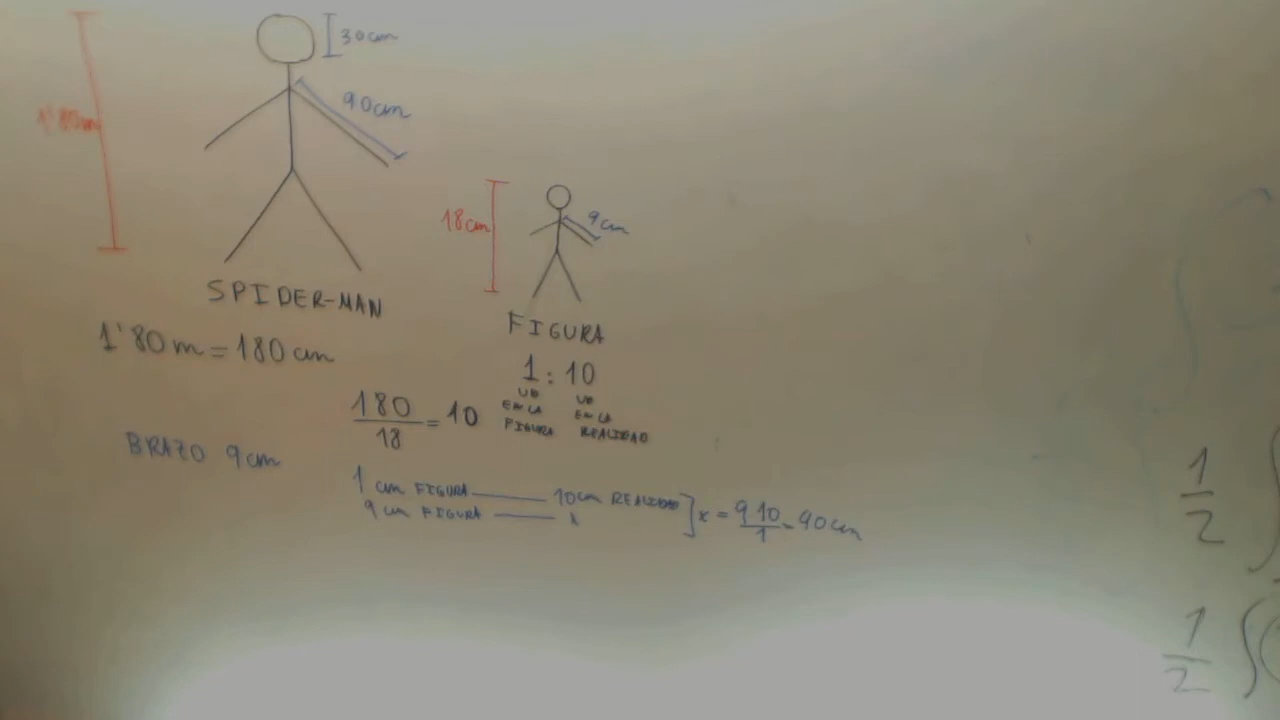 30cm
1'80m
90cm
18cm
9cm
SPIDER-MAN
FIGURA
1'80m = 180 cm
1 : 10
UD EN LA FIGURA
UD EN LA REALIDAD
180/18 = 10
BRAZO 9cm
1 cm FIGURA —— 10cm REALIDAD
9 cm FIGURA —— x
x = 9·10/1 = 90cm
1/2 ∫
1/2 ∫